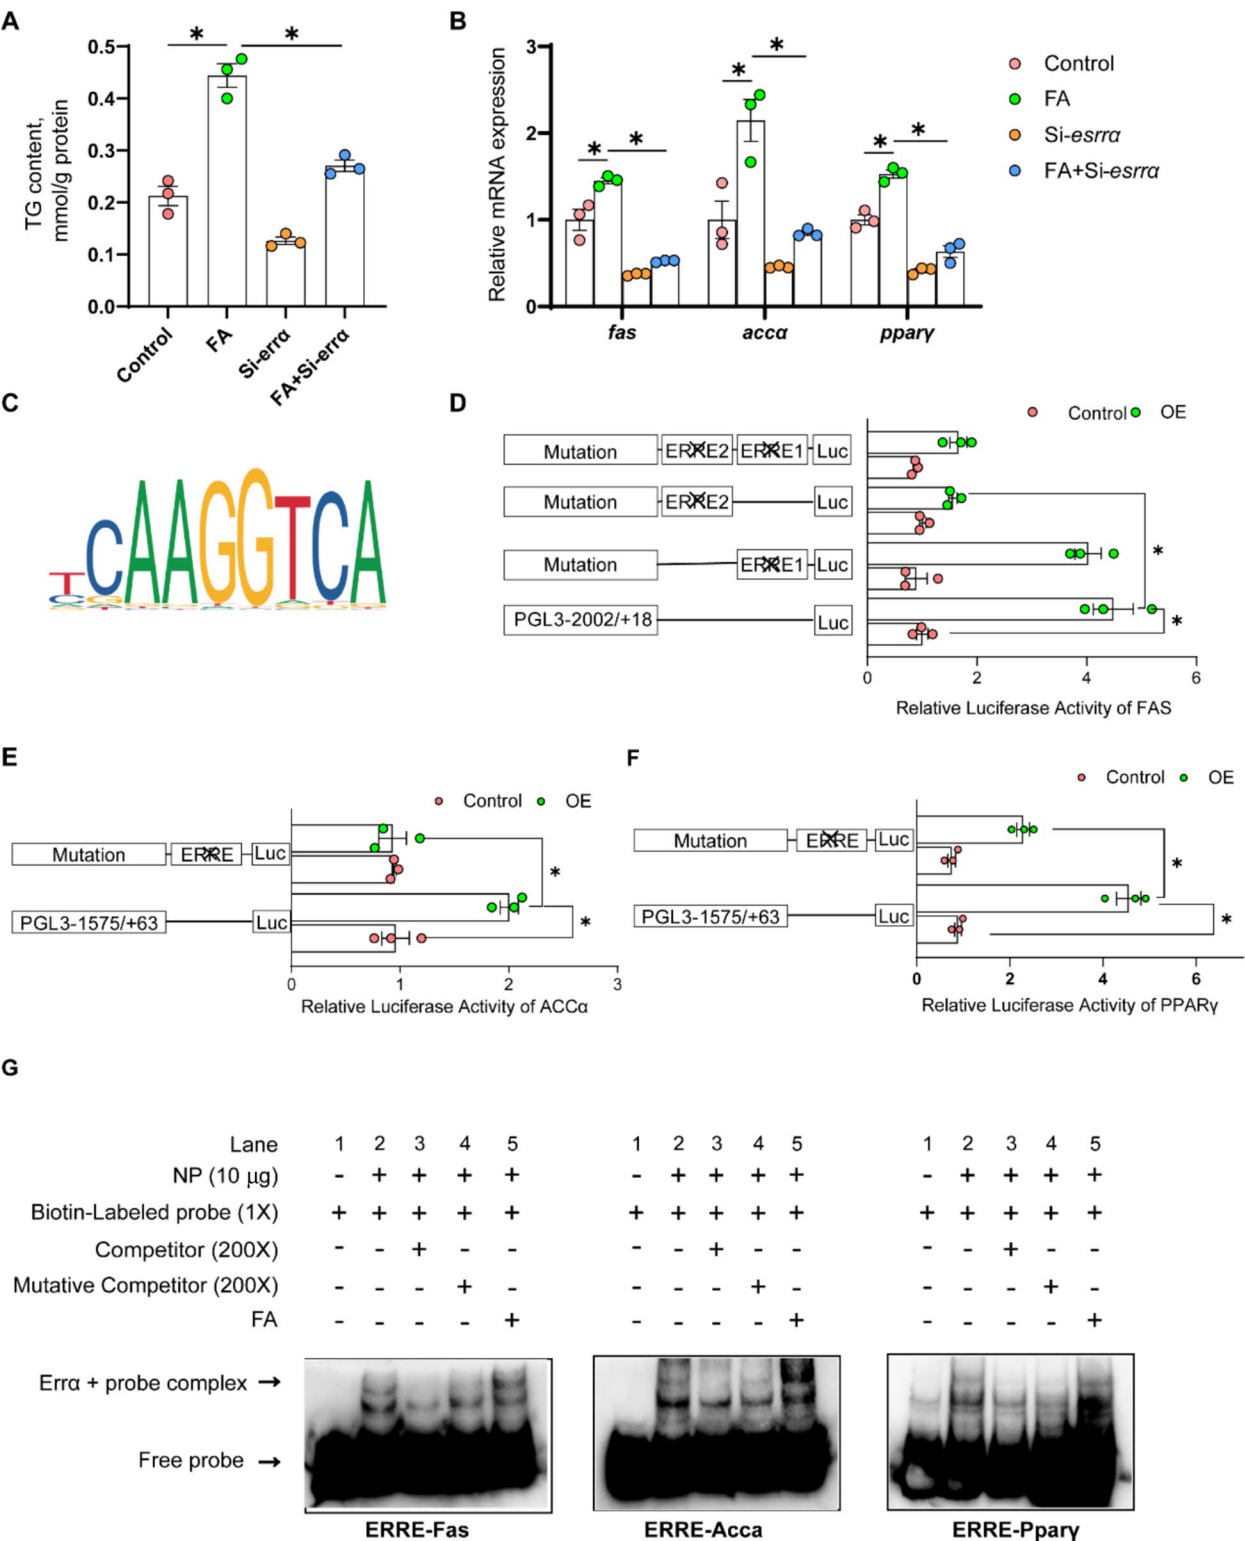 A
TG content,
mmol/g protein
0.5
0.4
0.3
0.2
0.1
0.0
*
*
Control
FA
Si-errα
FA+Si-errα
B
Relative mRNA expression
3
2
1
0
*
*
*
*
*
*
fas
accα
pparγ
Control
FA
Si-esrrα
FA+Si-esrrα
C
TCAAGGTCA
D
Control
OE
Mutation
ERRE2
ERRE1
Luc
Mutation
ERRE2
Luc
Mutation
ERRE1
Luc
PGL3-2002/+18
Luc
*
*
0 2 4 6
Relative Luciferase Activity of FAS
E
Control
OE
Mutation
ERRE
Luc
PGL3-1575/+63
Luc
*
*
0 1 2 3
Relative Luciferase Activity of ACCα
F
Control
OE
Mutation
ERRE
Luc
PGL3-1575/+63
Luc
*
*
0 2 4 6
Relative Luciferase Activity of PPARγ
G
Lane 1 2 3 4 5 1 2 3 4 5 1 2 3 4 5
NP (10 μg) - + + + + - + + + + - + + + +
Biotin-Labeled probe (1X) + + + + + + + + + + + + + + +
Competitor (200X) - - + - - - - + - - - - + - -
Mutative Competitor (200X) - - - + - - - - + - - - - + -
FA - - - - + - - - - + - - - - +
Errα + probe complex →
Free probe →
ERRE-Fas
ERRE-Acca
ERRE-Pparγ